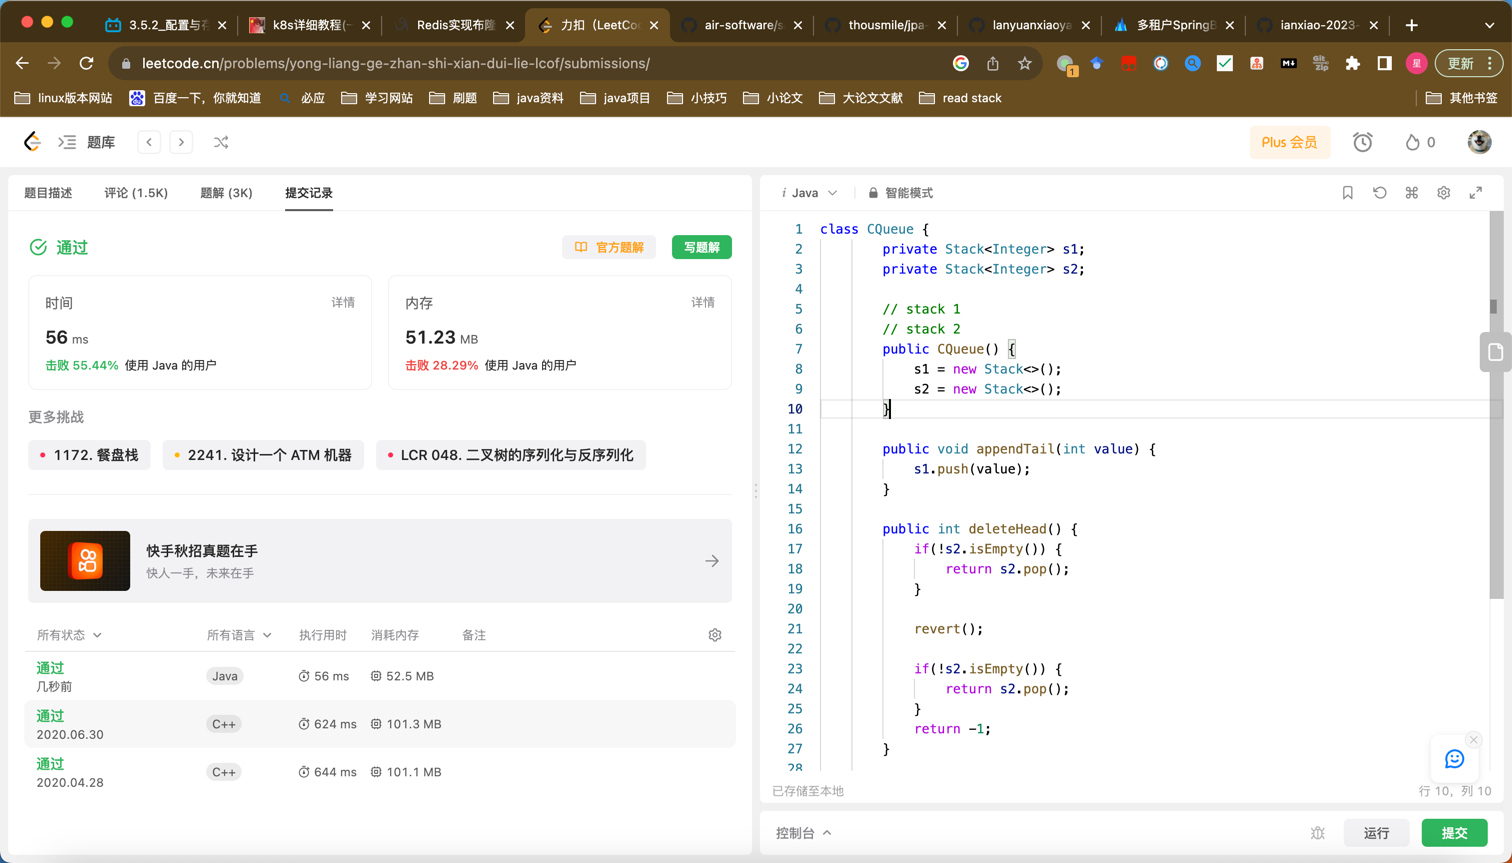 3.5.2_配置与存
k8s详细教程(一
Redis实现布隆
力扣（LeetCo
air-software/s
thousmile/jpa-
lanyuanxiaoya
多租户SpringB
ianxiao-2023-
leetcode.cn/problems/yong-liang-ge-zhan-shi-xian-dui-lie-lcof/submissions/
1
M↓
Git Zip
星
更新
linux版本网站
百度一下，你就知道
必应
学习网站
刷题
java资料
java项目
小技巧
小论文
大论文文献
read stack
其他书签
题库
Plus 会员
0
题目描述
评论 (1.5K)
题解 (3K)
提交记录
通过
官方题解
写题解
时间
详情
56 ms
击败 55.44% 使用 Java 的用户
内存
详情
51.23 MB
击败 28.29% 使用 Java 的用户
更多挑战
1172. 餐盘栈
2241. 设计一个 ATM 机器
LCR 048. 二叉树的序列化与反序列化
快手秋招真题在手
快人一手，未来在手
所有状态 所有语言 执行用时 消耗内存 备注
通过
几秒前
Java 56 ms 52.5 MB
通过
2020.06.30
C++ 624 ms 101.3 MB
通过
2020.04.28
C++ 644 ms 101.1 MB
i Java
智能模式
1 class CQueue {
2 private Stack<Integer> s1;
3 private Stack<Integer> s2;
4
5 // stack 1
6 // stack 2
7 public CQueue() {
8 s1 = new Stack<>();
9 s2 = new Stack<>();
10 }
11
12 public void appendTail(int value) {
13 s1.push(value);
14 }
15
16 public int deleteHead() {
17 if(!s2.isEmpty()) {
18 return s2.pop();
19 }
20
21 revert();
22
23 if(!s2.isEmpty()) {
24 return s2.pop();
25 }
26 return -1;
27 }
28
已存储至本地
行 10，列 10
控制台
运行
提交